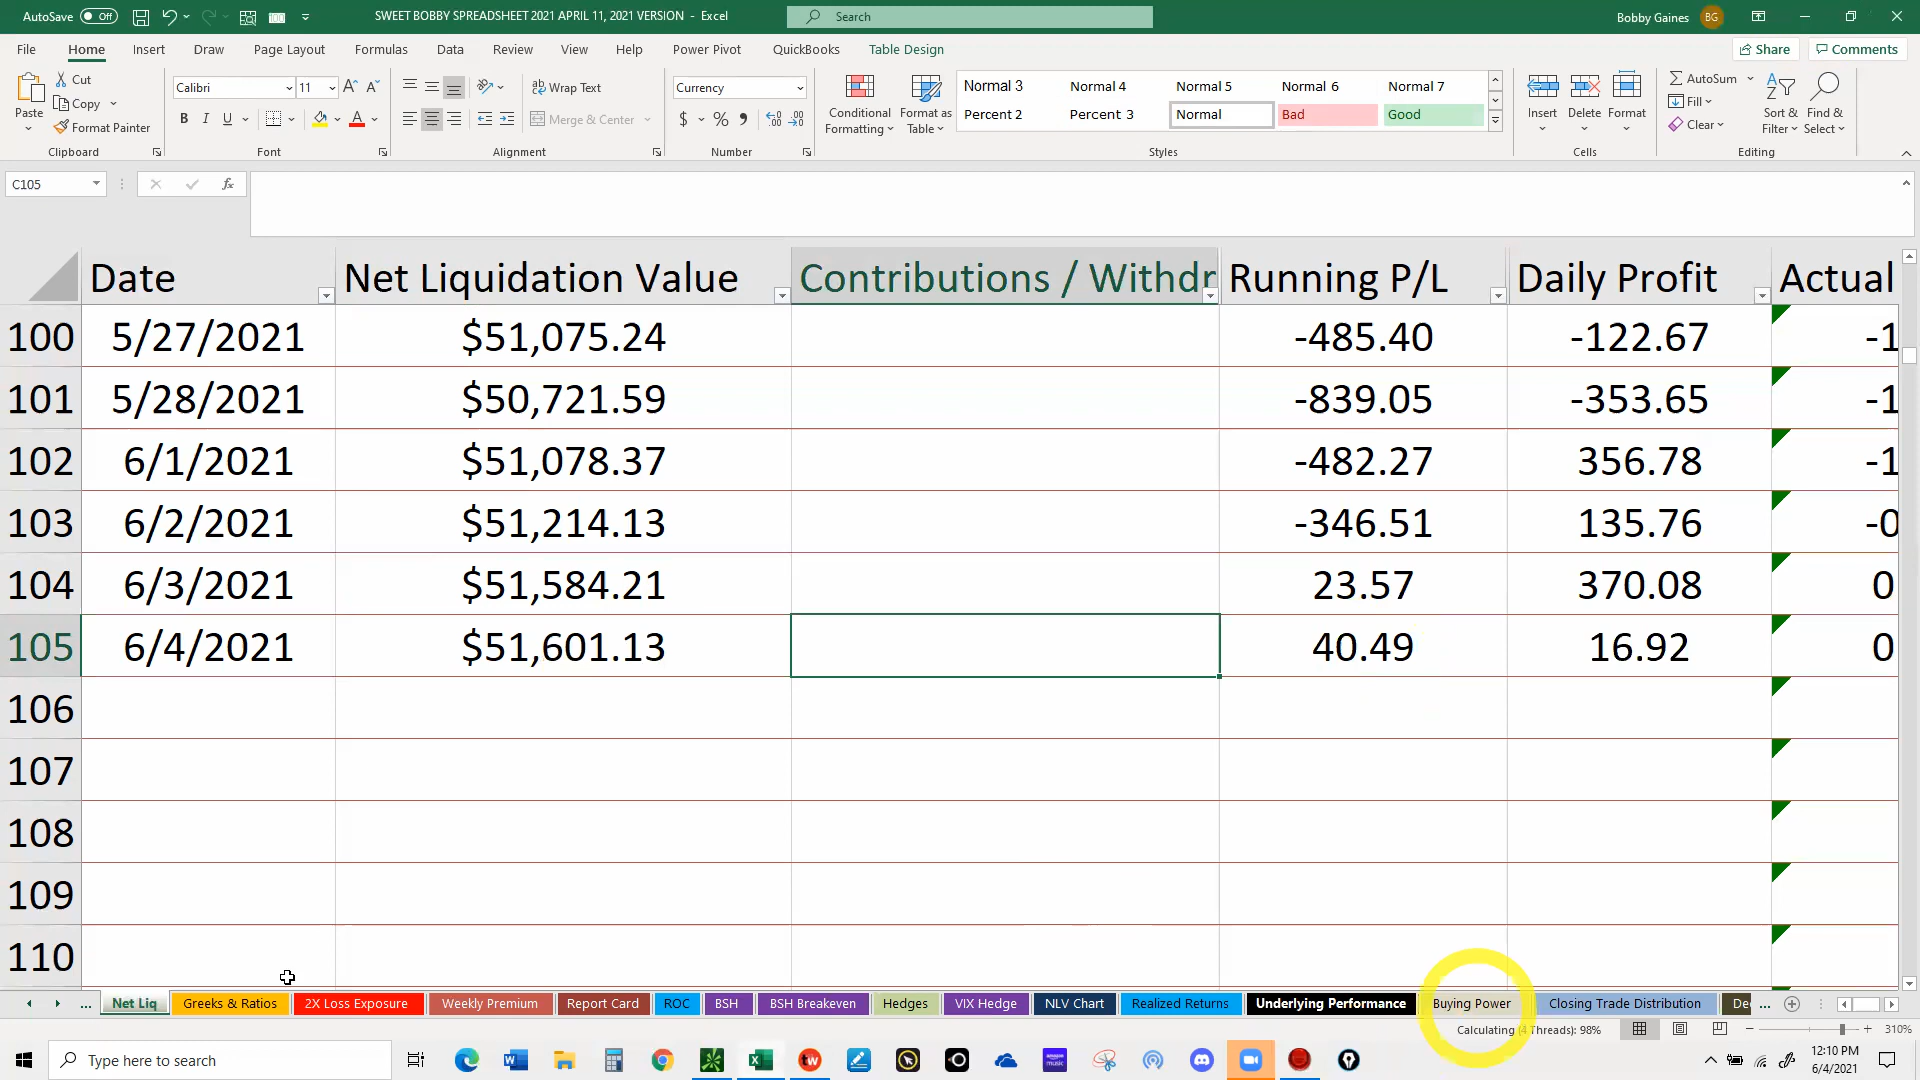 AutoSave Off
SWEET BOBBY SPREADSHEET 2021 APRIL 11, 2021 VERSION - Excel
Search
Bobby Gaines BG
File Home Insert Draw Page Layout Formulas Data Review View Help Power Pivot QuickBooks Table Design
Share Comments
Paste
Cut
Copy
Format Painter
Clipboard
Calibri 11
B I U
Font
Wrap Text
Merge & Center
Alignment
Currency
$ % 9
Number
Conditional Formatting
Format as Table
Normal 3 Normal 4 Normal 5 Normal 6 Normal 7
Percent 2 Percent 3 Normal Bad Good
Styles
Insert Delete Format
Cells
AutoSum
Fill
Clear
Sort & Filter
Find & Select
Editing
C105
fx
Date Net Liquidation Value Contributions / Withdr Running P/L Daily Profit Actual
100 5/27/2021 $51,075.24 -485.40 -122.67 -1
101 5/28/2021 $50,721.59 -839.05 -353.65 -1
102 6/1/2021 $51,078.37 -482.27 356.78 -1
103 6/2/2021 $51,214.13 -346.51 135.76 -0
104 6/3/2021 $51,584.21 23.57 370.08 0
105 6/4/2021 $51,601.13 40.49 16.92 0
106
107
108
109
110
... Net Liq Greeks & Ratios 2X Loss Exposure Weekly Premium Report Card ROC BSH BSH Breakeven Hedges VIX Hedge NLV Chart Realized Returns Underlying Performance Buying Power Closing Trade Distribution De ...
Calculating (4 Threads): 98%
310%
Type here to search
12:10 PM
6/4/2021